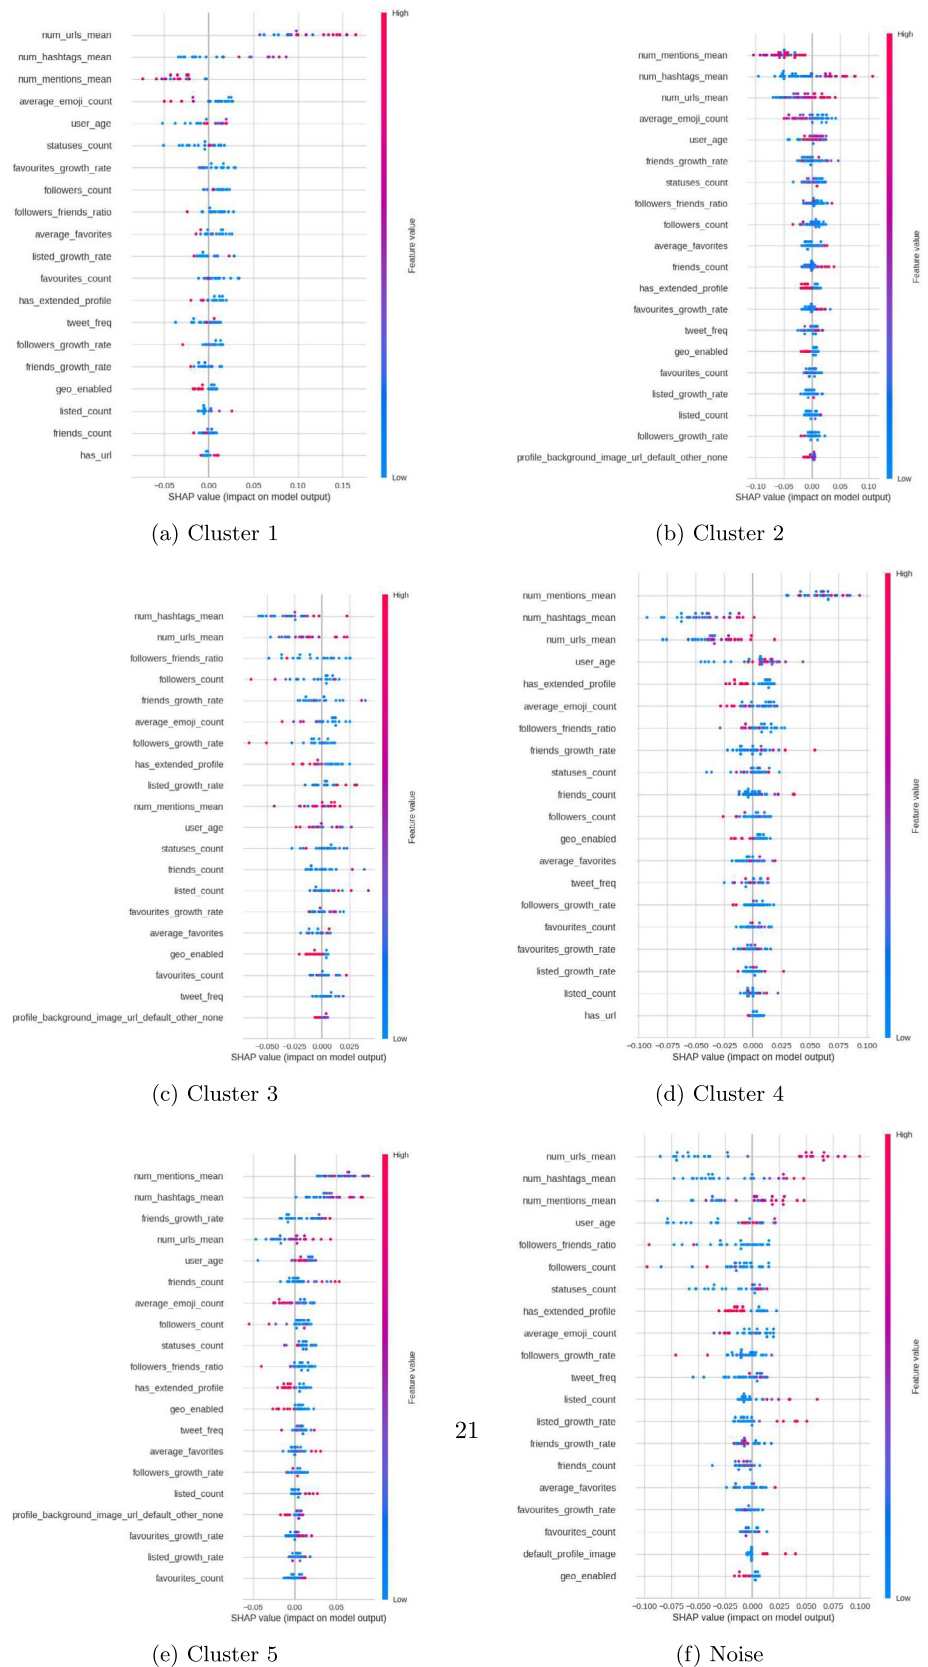 High
num_urls_mean
num_hashtags_mean
num_mentions_mean
average_emoji_count
user_age
statuses_count
favourites_growth_rate
followers_count
followers_friends_ratio
average_favorites
listed_growth_rate
favourites_count
has_extended_profile
tweet_freq
followers_growth_rate
friends_growth_rate
geo_enabled
listed_count
friends_count
has_url
Feature value
Low
−0.05 0.00 0.05 0.10 0.15
SHAP value (impact on model output)
(a) Cluster 1
High
num_mentions_mean
num_hashtags_mean
num_urls_mean
average_emoji_count
user_age
friends_growth_rate
statuses_count
followers_friends_ratio
followers_count
average_favorites
friends_count
has_extended_profile
favourites_growth_rate
tweet_freq
geo_enabled
favourites_count
listed_growth_rate
listed_count
followers_growth_rate
profile_background_image_url_default_other_none
Feature value
Low
−0.10 −0.05 0.00 0.05 0.10
SHAP value (impact on model output)
(b) Cluster 2
High
num_hashtags_mean
num_urls_mean
followers_friends_ratio
followers_count
friends_growth_rate
average_emoji_count
followers_growth_rate
has_extended_profile
listed_growth_rate
num_mentions_mean
user_age
statuses_count
friends_count
listed_count
favourites_growth_rate
average_favorites
geo_enabled
favourites_count
tweet_freq
profile_background_image_url_default_other_none
Feature value
Low
−0.050 −0.025 0.000 0.025
SHAP value (impact on model output)
(c) Cluster 3
High
num_mentions_mean
num_hashtags_mean
num_urls_mean
user_age
has_extended_profile
average_emoji_count
followers_friends_ratio
friends_growth_rate
statuses_count
friends_count
followers_count
geo_enabled
average_favorites
tweet_freq
followers_growth_rate
favourites_count
favourites_growth_rate
listed_growth_rate
listed_count
has_url
Feature value
Low
−0.100 −0.075 −0.050 −0.025 0.000 0.025 0.050 0.075 0.100
SHAP value (impact on model output)
(d) Cluster 4
High
num_mentions_mean
num_hashtags_mean
friends_growth_rate
num_urls_mean
user_age
friends_count
average_emoji_count
followers_count
statuses_count
followers_friends_ratio
has_extended_profile
geo_enabled
tweet_freq
average_favorites
followers_growth_rate
listed_count
profile_background_image_url_default_other_none
favourites_growth_rate
listed_growth_rate
favourites_count
Feature value
Low
−0.05 0.00 0.05
SHAP value (impact on model output)
(e) Cluster 5
21
High
num_urls_mean
num_hashtags_mean
num_mentions_mean
user_age
followers_friends_ratio
followers_count
statuses_count
has_extended_profile
average_emoji_count
followers_growth_rate
tweet_freq
listed_count
listed_growth_rate
friends_growth_rate
friends_count
average_favorites
favourites_growth_rate
favourites_count
default_profile_image
geo_enabled
Feature value
Low
−0.100 −0.075 −0.050 −0.025 0.000 0.025 0.050 0.075 0.100
SHAP value (impact on model output)
(f) Noise